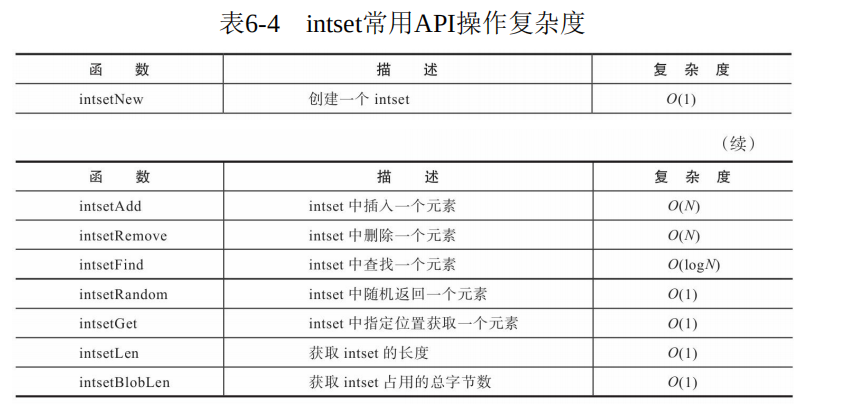 表6-4 intset常用API操作复杂度
函 数 描 述 复 杂 度
intsetNew 创建一个 intset O(1)
（续）
函 数 描 述 复 杂 度
intsetAdd intset 中插入一个元素 O(N)
intsetRemove intset 中删除一个元素 O(N)
intsetFind intset 中查找一个元素 O(logN)
intsetRandom intset 中随机返回一个元素 O(1)
intsetGet intset 中指定位置获取一个元素 O(1)
intsetLen 获取 intset 的长度 O(1)
intsetBlobLen 获取 intset 占用的总字节数 O(1)